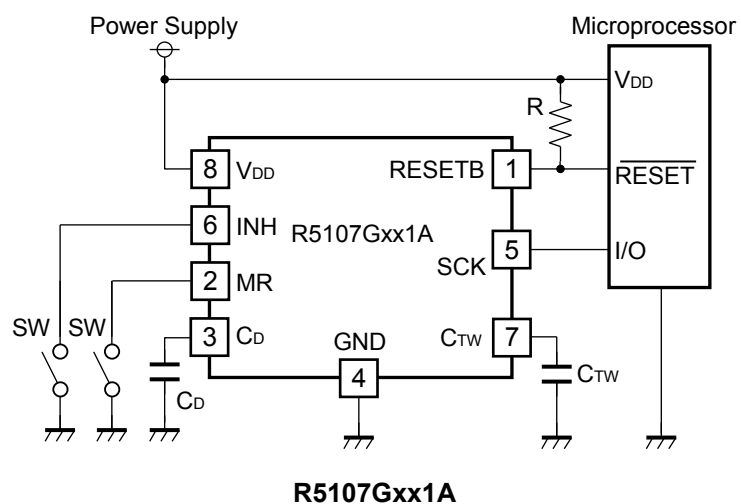 Power Supply
Microprocessor
VDD
R
8 VDD
RESETB 1
RESET
6 INH
R5107Gxx1A
2 MR
SCK 5
I/O
SW SW
3 CD
GND
CTW 7
4
CD
CTW
R5107Gxx1A